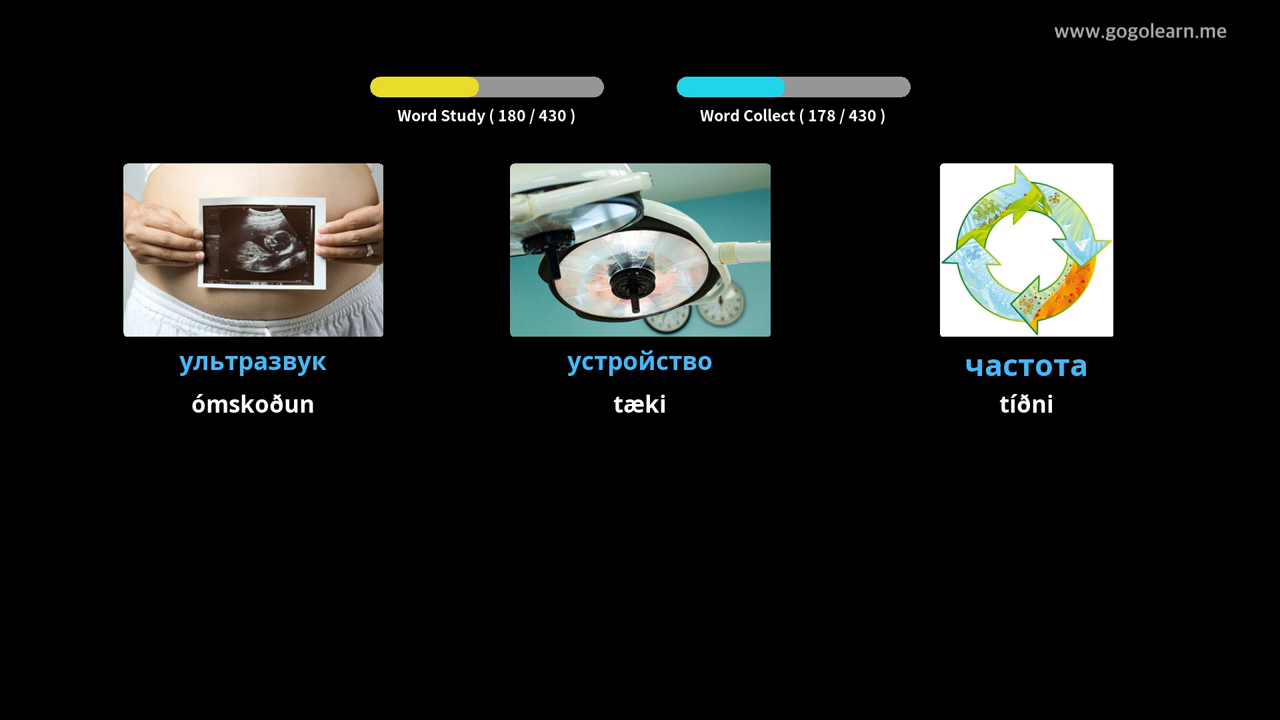 www.gogolearn.me
Word Study ( 180 / 430 )
Word Collect ( 178 / 430 )
ультразвук
ómskoðun
устройство
tæki
частота
tíðni